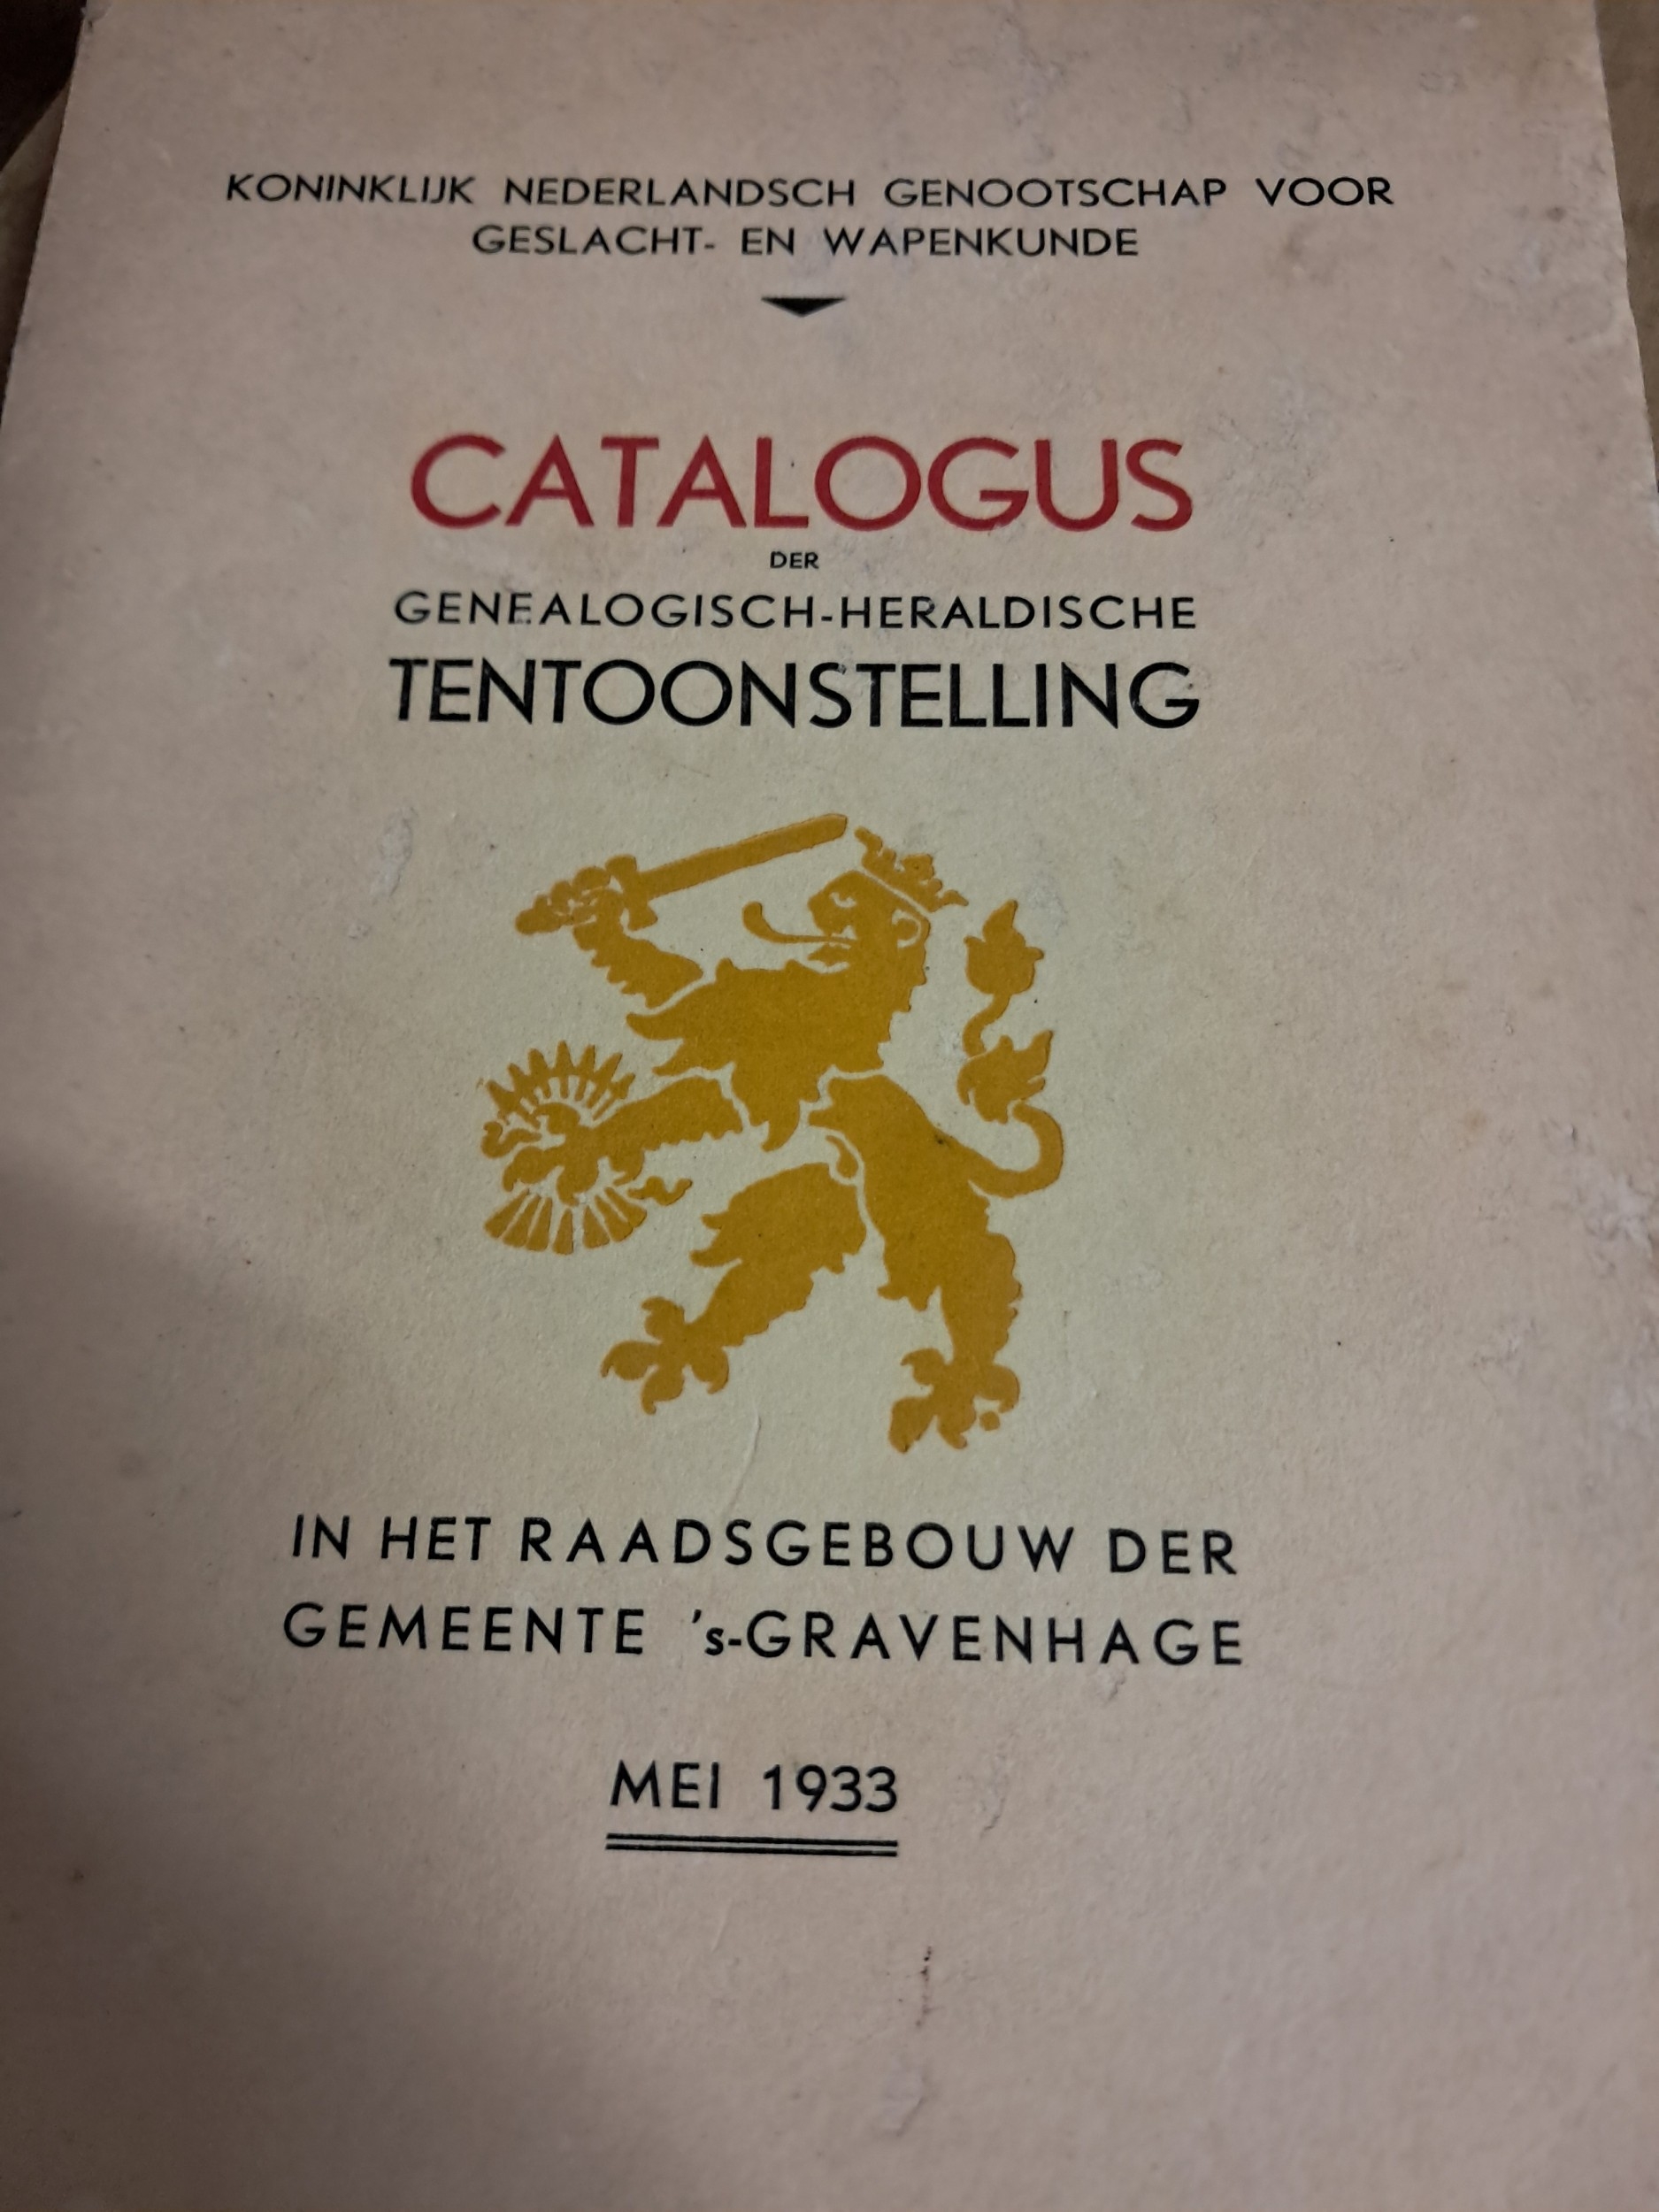 KONINKLIJK NEDERLANDSCH GENOOTSCHAP VOOR
GESLACHT- EN WAPENKUNDE
CATALOGUS
DER
GENEALOGISCH-HERALDISCHE
TENTOONSTELLING
IN HET RAADSGEBOUW DER
GEMEENTE 's-GRAVENHAGE
MEI 1933